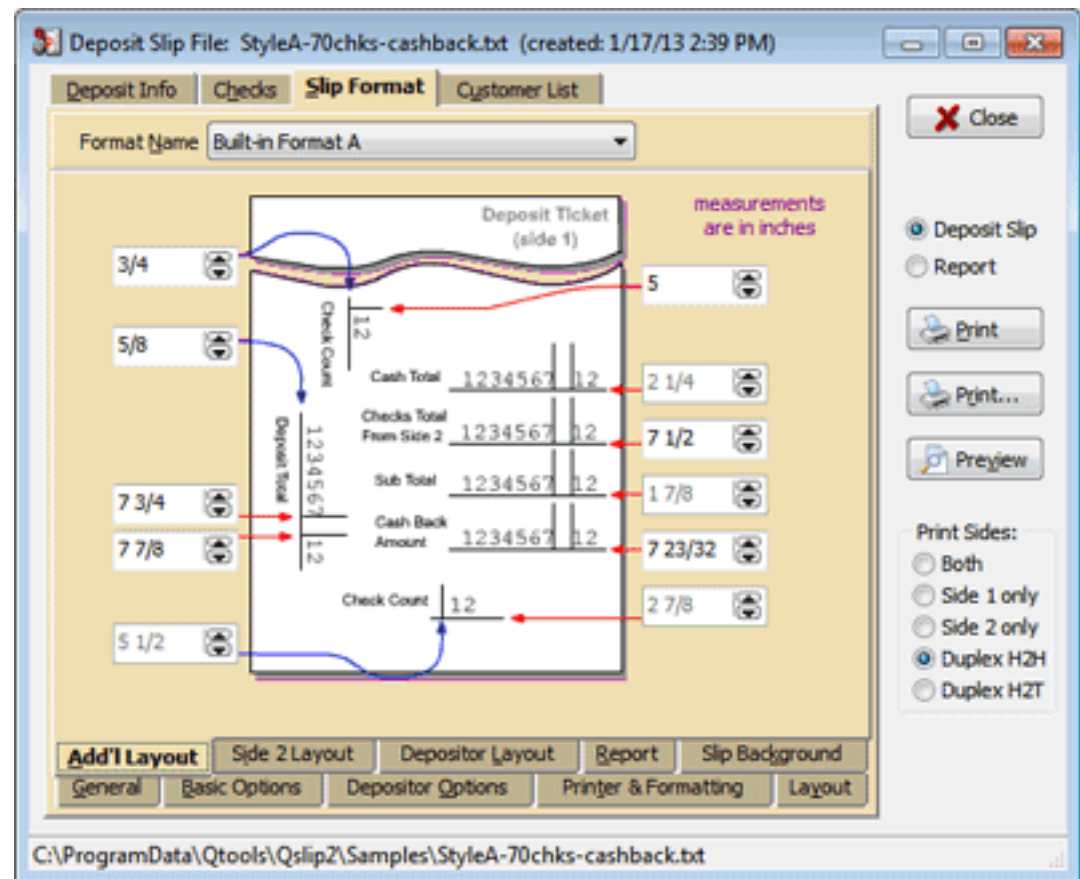 Deposit Slip File: StyleA-70chks-cashback.txt (created: 1/17/13 2:39 PM)
Deposit Info Checks Slip Format Customer List
Close
Format Name Built-in Format A
Deposit Ticket
(side 1)
measurements
are in inches
Deposit Slip
Report
3/4
5
Check Count
12
5/8
Print
Cash Total 1234567 12
2 1/4
Print...
Checks Total
From Side 2 1234567 12
7 1/2
Deposit Total
1234567
12
Preview
Sub Total 1234567 12
1 7/8
7 3/4
Cash Back
Amount 1234567 12
7 23/32
7 7/8
Print Sides:
Both
Side 1 only
Side 2 only
Duplex H2H
Duplex H2T
Check Count 12
2 7/8
5 1/2
Add'l Layout Side 2 Layout Depositor Layout Report Slip Background
General Basic Options Depositor Options Printer & Formatting Layout
C:\ProgramData\Qtools\Qslip2\Samples\StyleA-70chks-cashback.txt